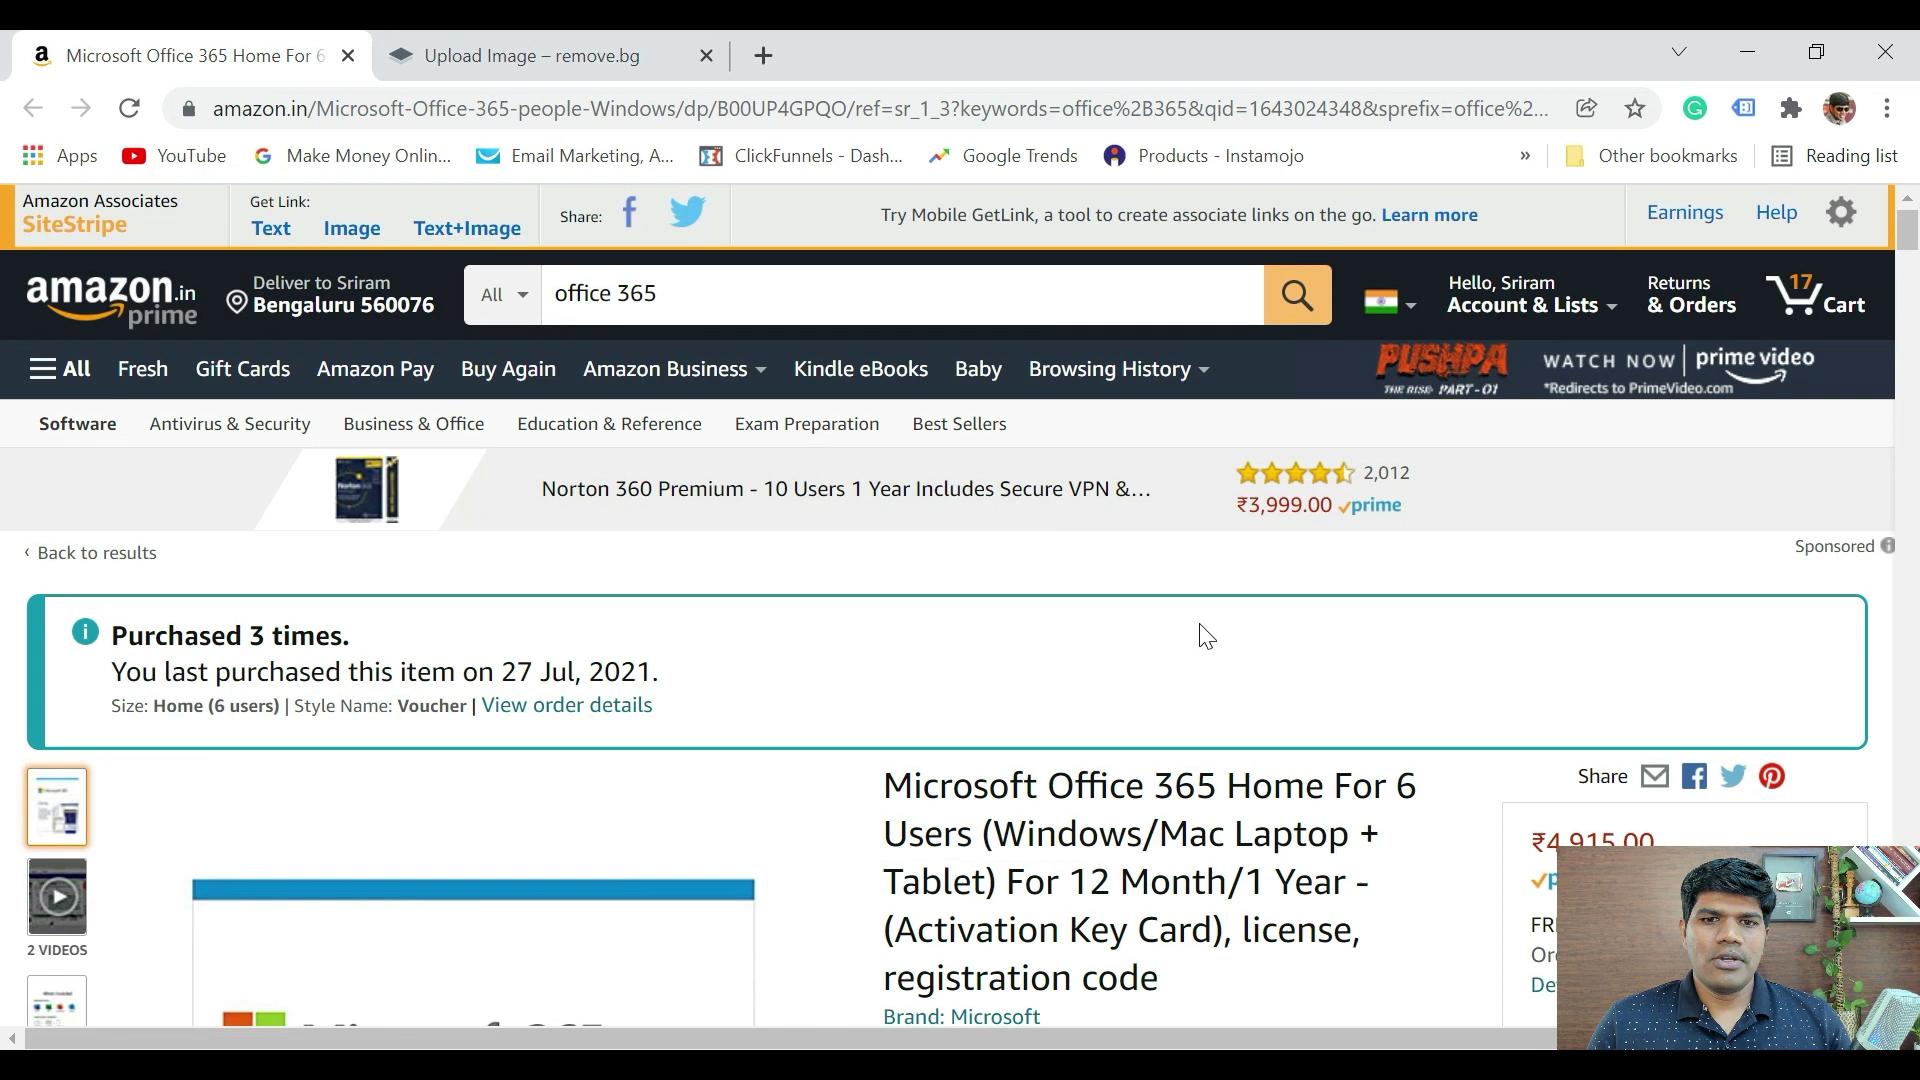 Microsoft Office 365 Home For 6
Upload Image – remove.bg
amazon.in/Microsoft-Office-365-people-Windows/dp/B00UP4GPQO/ref=sr_1_3?keywords=office%2B365&qid=1643024348&sprefix=office%2...
Apps
YouTube
Make Money Onlin...
Email Marketing, A...
ClickFunnels - Dash...
Google Trends
Products - Instamojo
»
Other bookmarks
Reading list
Amazon Associates
SiteStripe
Get Link:
Text
Image
Text+Image
Share:
Try Mobile GetLink, a tool to create associate links on the go. Learn more
Earnings
Help
amazon.in
prime
Deliver to Sriram
Bengaluru 560076
All
office 365
Hello, Sriram
Account & Lists
Returns
& Orders
17
Cart
All
Fresh
Gift Cards
Amazon Pay
Buy Again
Amazon Business
Kindle eBooks
Baby
Browsing History
PUSHPA
THE RISE PART-01
WATCH NOW
prime video
*Redirects to PrimeVideo.com
Software
Antivirus & Security
Business & Office
Education & Reference
Exam Preparation
Best Sellers
Norton 360 Premium - 10 Users 1 Year Includes Secure VPN &...
2,012
₹3,999.00 prime
‹ Back to results
Sponsored
Purchased 3 times.
You last purchased this item on 27 Jul, 2021.
Size: Home (6 users) | Style Name: Voucher | View order details
2 VIDEOS
Microsoft Office 365 Home For 6
Users (Windows/Mac Laptop +
Tablet) For 12 Month/1 Year -
(Activation Key Card), license,
registration code
Brand: Microsoft
Share
₹4,915.00